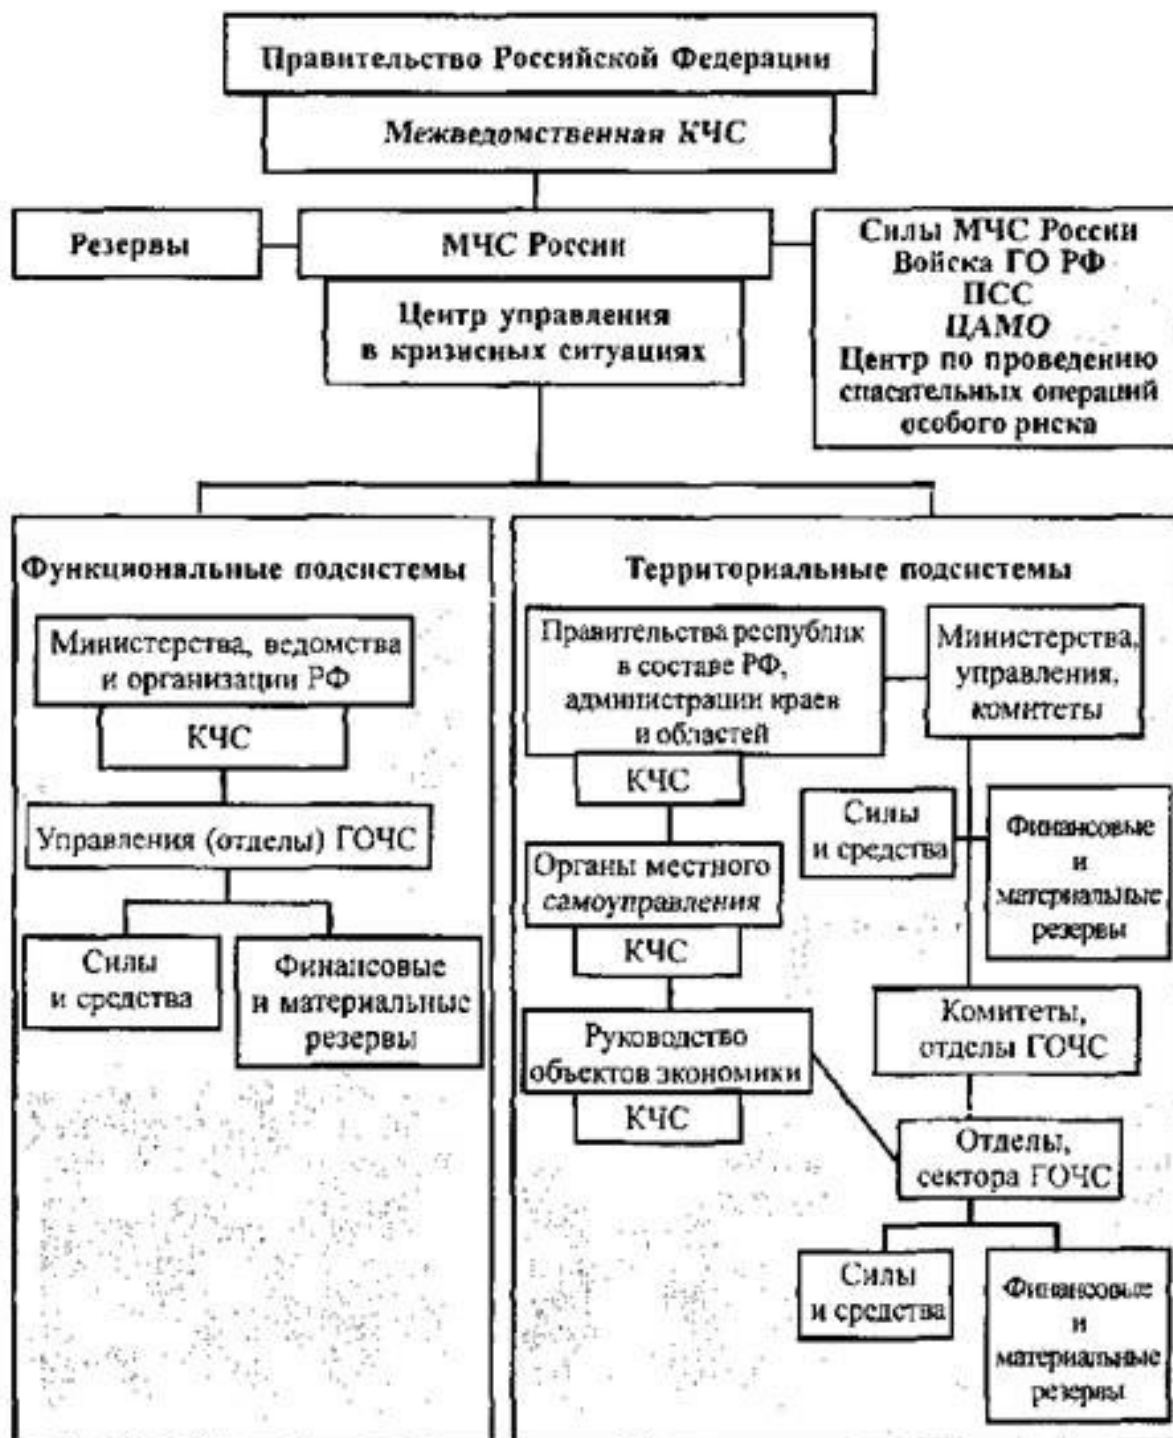 Правительство Российской Федерации
Межведомственная КЧС
Резервы
МЧС России
Центр управления
в кризисных ситуациях
Силы МЧС России
Войска ГО РФ
ПСС
ЦАМО
Центр по проведению
спасательных операций
особого риска
Функциональные подсистемы
Министерства, ведомства
и организации РФ
КЧС
Управления (отделы) ГОЧС
Силы
и средства
Финансовые
и материальные
резервы
Территориальные подсистемы
Правительства республик
в составе РФ,
администрации краев
и областей
КЧС
Министерства,
управления,
комитеты
Силы
и средства
Финансовые
и
материальные
резервы
Органы местного
самоуправления
КЧС
Руководство
объектов экономики
КЧС
Комитеты,
отделы ГОЧС
Отделы,
сектора ГОЧС
Силы
и средства
Финансовые
и
материальные
резервы